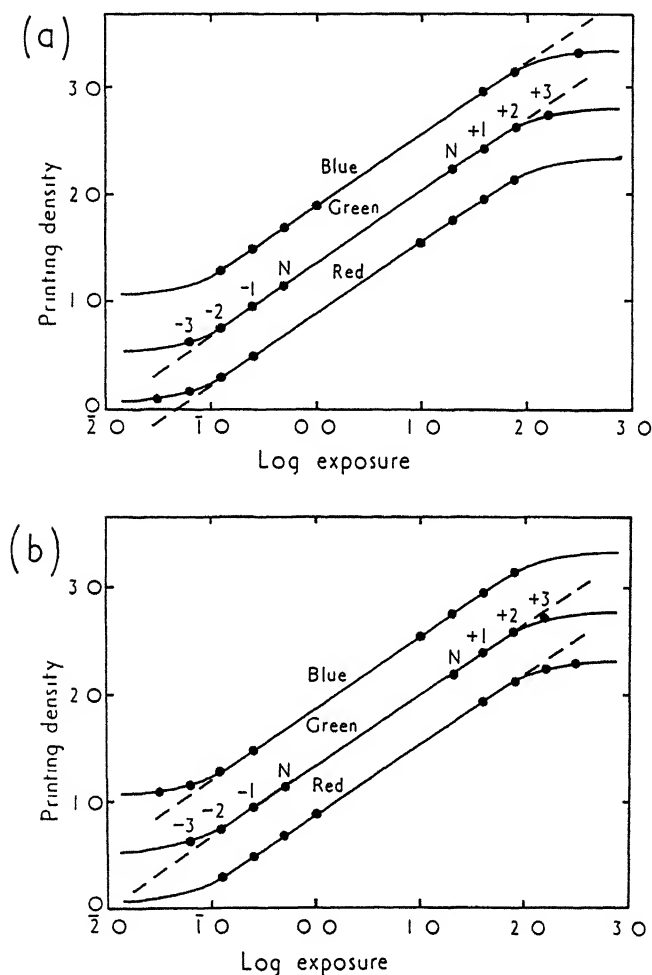 (a)
Printing density
3 0
2 0
1 0
0
Blue
Green
Red
N
+1
+2
+3
-3
-2
-1
N
2̄ 0 1̄ 0 0 0 1 0 2 0 3 0
Log exposure
(b)
Printing density
3 0
2 0
1 0
0
Blue
Green
Red
N
+1
+2
+3
-3
-2
-1
N
2̄ 0 1̄ 0 0 0 1 0 2 0 3 0
Log exposure